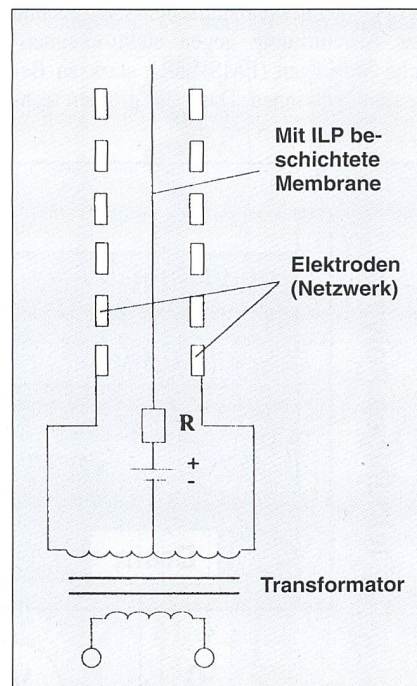 Mit ILP be-
schichtete
Membrane
Elektroden
(Netzwerk)
R
+
-
Transformator